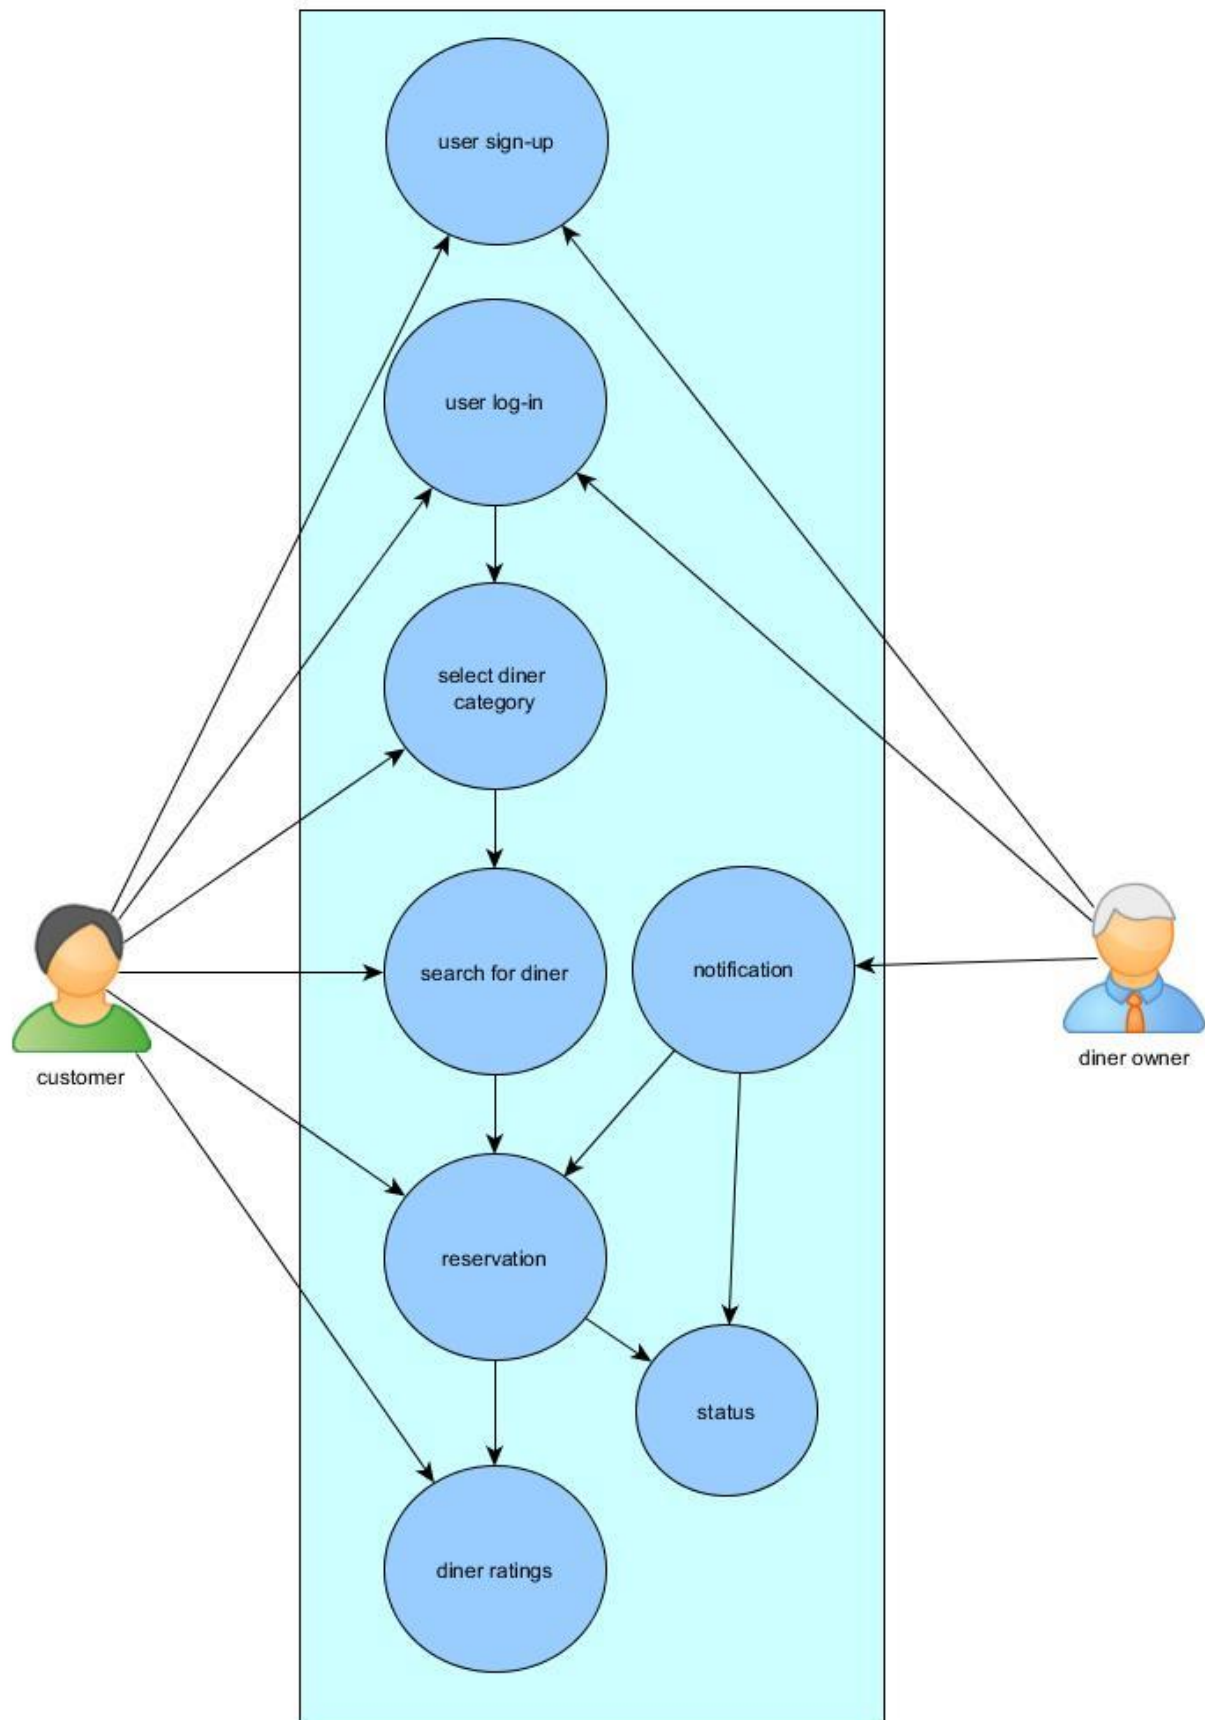 user sign-up
user log-in
select diner
category
search for diner
notification
customer
diner owner
reservation
status
diner ratings